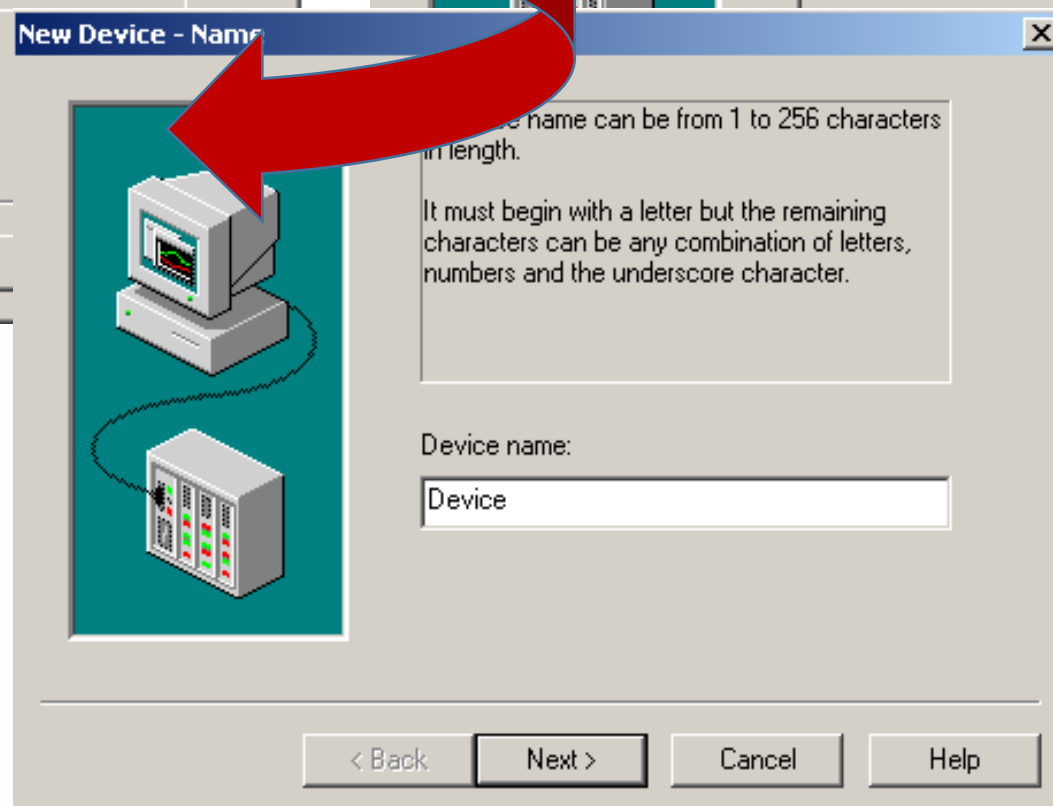 New Device - Name
name can be from 1 to 256 characters
in length.
It must begin with a letter but the remaining
characters can be any combination of letters,
numbers and the underscore character.
Device name:
Device
< Back
Next >
Cancel
Help